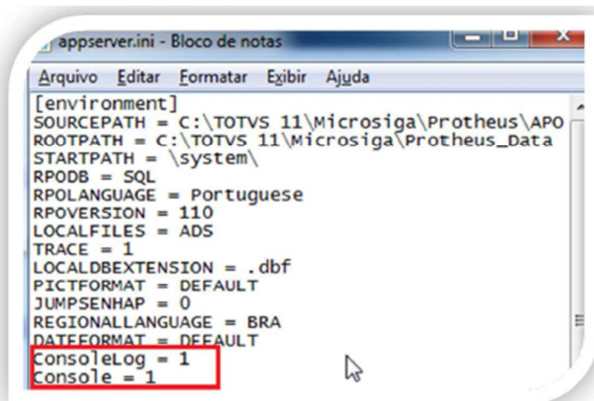 appserver.ini - Bloco de notas
Arquivo Editar Formatar Exibir Ajuda
[environment]
SOURCEPATH = C:\TOTVS 11\Microsiga\Protheus\APO
ROOTPATH = C:\TOTVS 11\Microsiga\Protheus_Data
STARTPATH = \system\
RPODB = SQL
RPOLANGUAGE = Portuguese
RPOVERSION = 110
LOCALFILES = ADS
TRACE = 1
LOCALDBEXTENSION = .dbf
PICTFORMAT = DEFAULT
JUMPSENHAP = 0
REGIONALLANGUAGE = BRA
DATEFORMAT = DEFAULT
ConsoleLog = 1
Console = 1